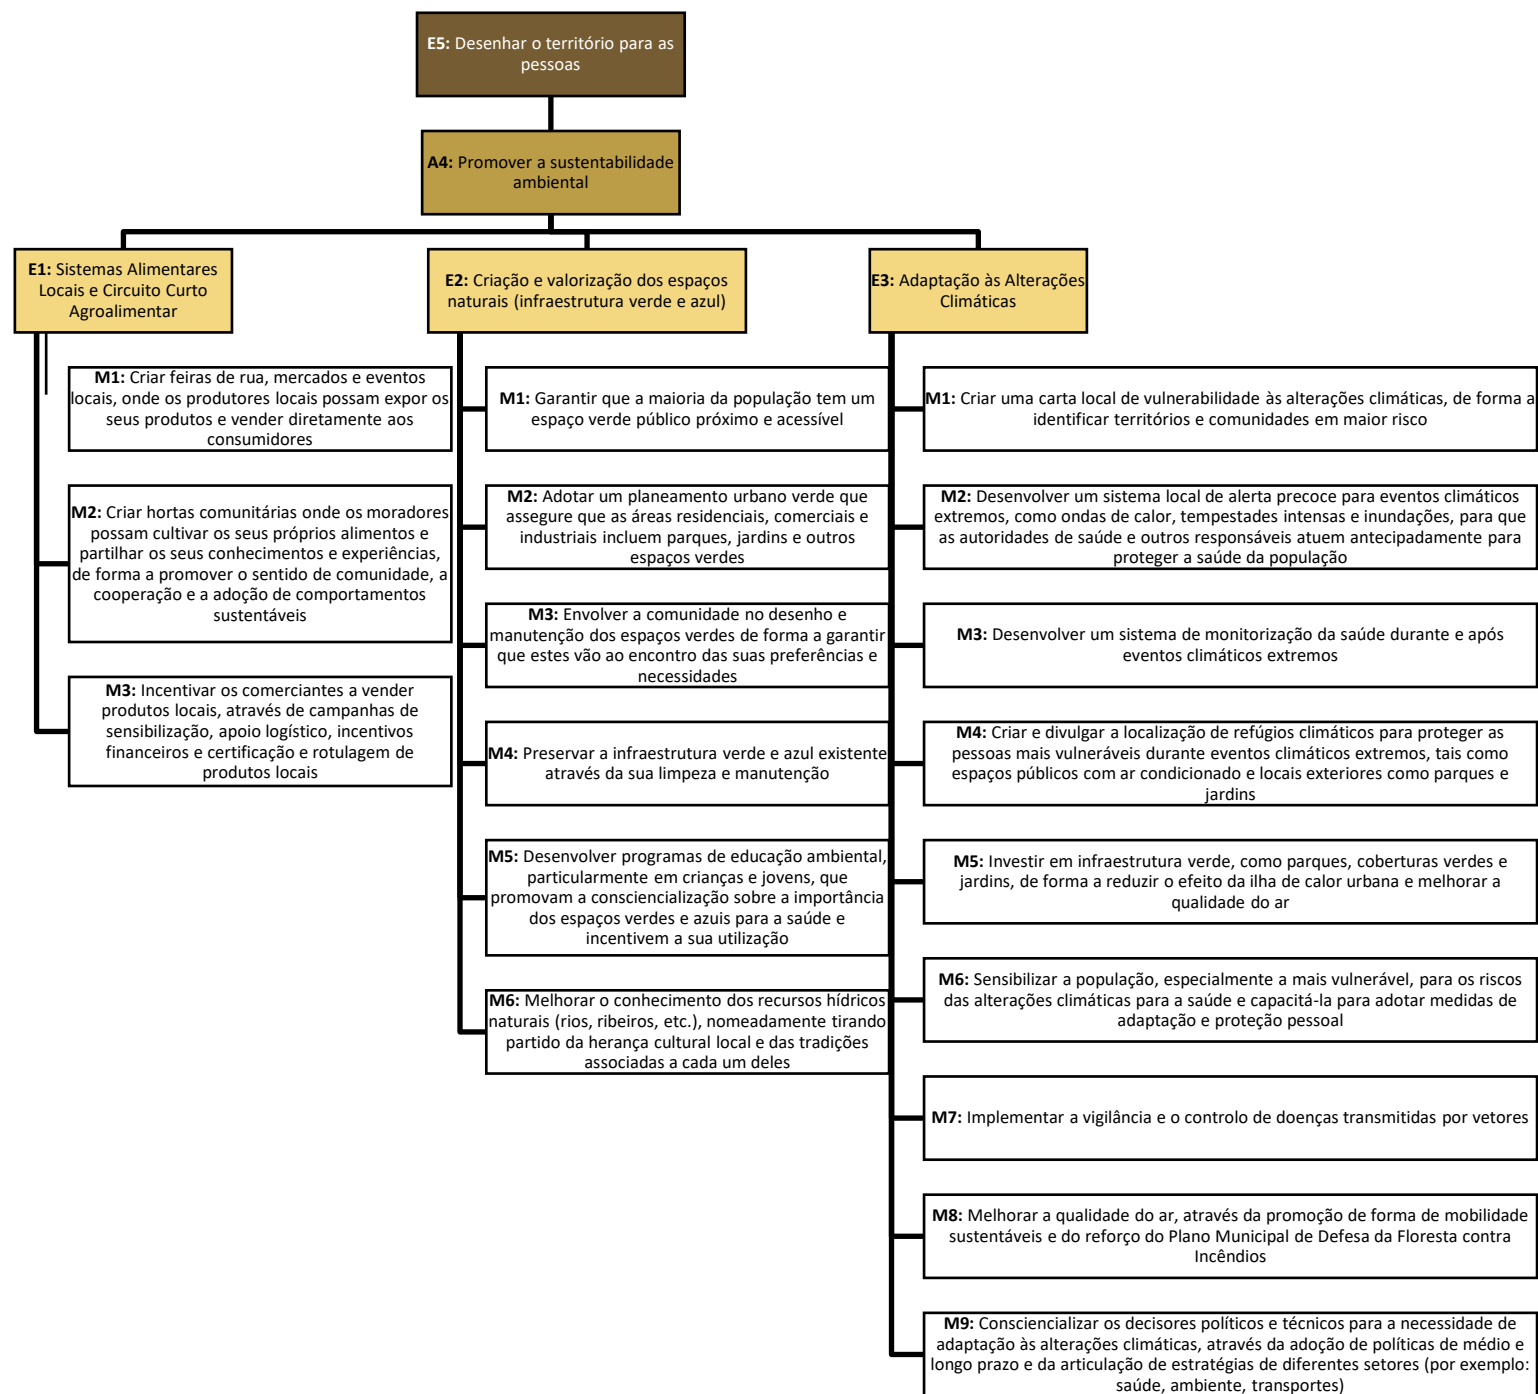 E5: Desenhar o território para as
pessoas
A4: Promover a sustentabilidade
ambiental
E1: Sistemas Alimentares
Locais e Circuito Curto
Agroalimentar
M1: Criar feiras de rua, mercados e eventos
locais, onde os produtores locais possam expor os
seus produtos e vender diretamente aos
consumidores
M2: Criar hortas comunitárias onde os moradores
possam cultivar os seus próprios alimentos e
partilhar os seus conhecimentos e experiências,
de forma a promover o sentido de comunidade, a
cooperação e a adoção de comportamentos
sustentáveis
M3: Incentivar os comerciantes a vender
produtos locais, através de campanhas de
sensibilização, apoio logístico, incentivos
financeiros e certificação e rotulagem de
produtos locais
E2: Criação e valorização dos espaços
naturais (infraestrutura verde e azul)
M1: Garantir que a maioria da população tem um
espaço verde público próximo e acessível
M2: Adotar um planeamento urbano verde que
assegure que as áreas residenciais, comerciais e
industriais incluem parques, jardins e outros
espaços verdes
M3: Envolver a comunidade no desenho e
manutenção dos espaços verdes de forma a garantir
que estes vão ao encontro das suas preferências e
necessidades
M4: Preservar a infraestrutura verde e azul existente
através da sua limpeza e manutenção
M5: Desenvolver programas de educação ambiental,
particularmente em crianças e jovens, que
promovam a consciencialização sobre a importância
dos espaços verdes e azuis para a saúde e
incentivem a sua utilização
M6: Melhorar o conhecimento dos recursos hídricos
naturais (rios, ribeiros, etc.), nomeadamente tirando
partido da herança cultural local e das tradições
associadas a cada um deles
E3: Adaptação às Alterações
Climáticas
M1: Criar uma carta local de vulnerabilidade às alterações climáticas, de forma a
identificar territórios e comunidades em maior risco
M2: Desenvolver um sistema local de alerta precoce para eventos climáticos
extremos, como ondas de calor, tempestades intensas e inundações, para que
as autoridades de saúde e outros responsáveis atuem antecipadamente para
proteger a saúde da população
M3: Desenvolver um sistema de monitorização da saúde durante e após
eventos climáticos extremos
M4: Criar e divulgar a localização de refúgios climáticos para proteger as
pessoas mais vulneráveis durante eventos climáticos extremos, tais como
espaços públicos com ar condicionado e locais exteriores como parques e
jardins
M5: Investir em infraestrutura verde, como parques, coberturas verdes e
jardins, de forma a reduzir o efeito da ilha de calor urbana e melhorar a
qualidade do ar
M6: Sensibilizar a população, especialmente a mais vulnerável, para os riscos
das alterações climáticas para a saúde e capacitá-la para adotar medidas de
adaptação e proteção pessoal
M7: Implementar a vigilância e o controlo de doenças transmitidas por vetores
M8: Melhorar a qualidade do ar, através da promoção de forma de mobilidade
sustentáveis e do reforço do Plano Municipal de Defesa da Floresta contra
Incêndios
M9: Consciencializar os decisores políticos e técnicos para a necessidade de
adaptação às alterações climáticas, através da adoção de políticas de médio e
longo prazo e da articulação de estratégias de diferentes setores (por exemplo:
saúde, ambiente, transportes)